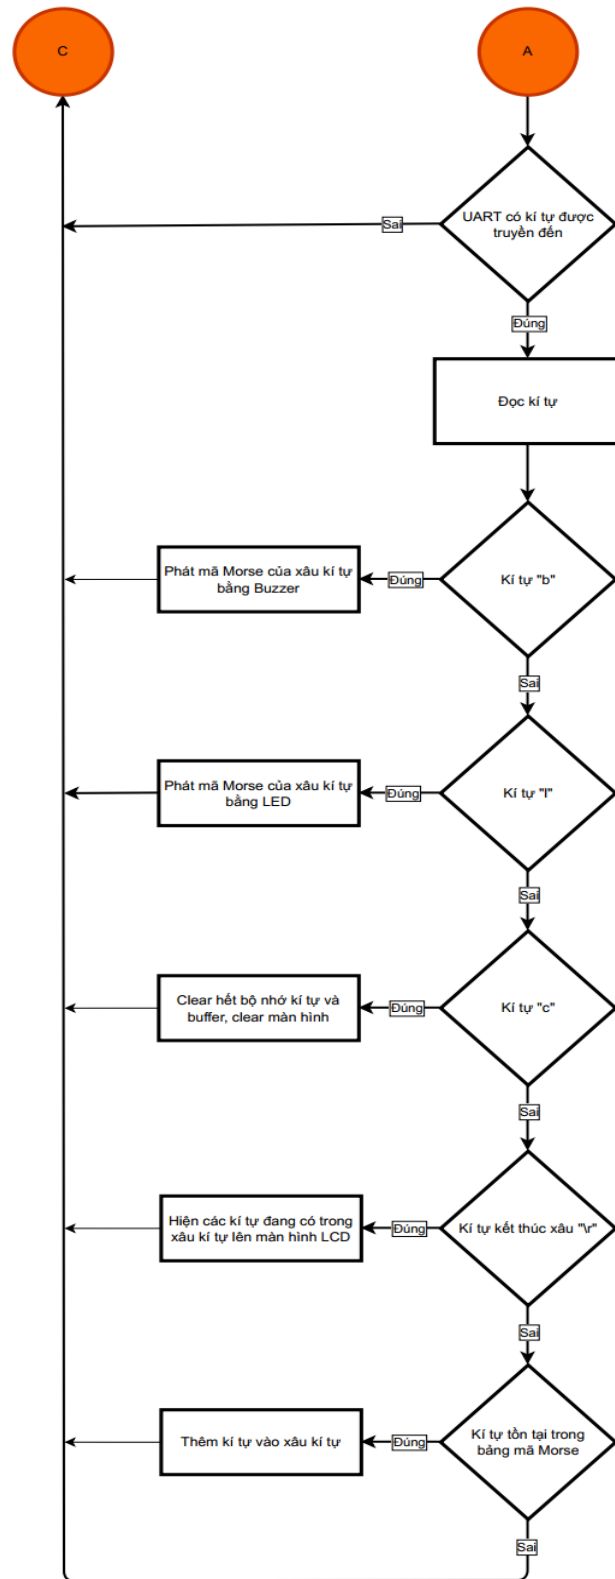 C
A
UART có kí tự được
truyền đến
Sai
Đúng
Đọc kí tự
Kí tự "b"
Đúng
Phát mã Morse của xâu kí tự
bằng Buzzer
Sai
Kí tự "l"
Đúng
Phát mã Morse của xâu kí tự
bằng LED
Sai
Kí tự "c"
Đúng
Clear hết bộ nhớ kí tự và
buffer, clear màn hình
Sai
Kí tự kết thúc xâu "\r"
Đúng
Hiện các kí tự đang có trong
xâu kí tự lên màn hình LCD
Sai
Kí tự tồn tại trong
bảng mã Morse
Đúng
Thêm kí tự vào xâu kí tự
Sai